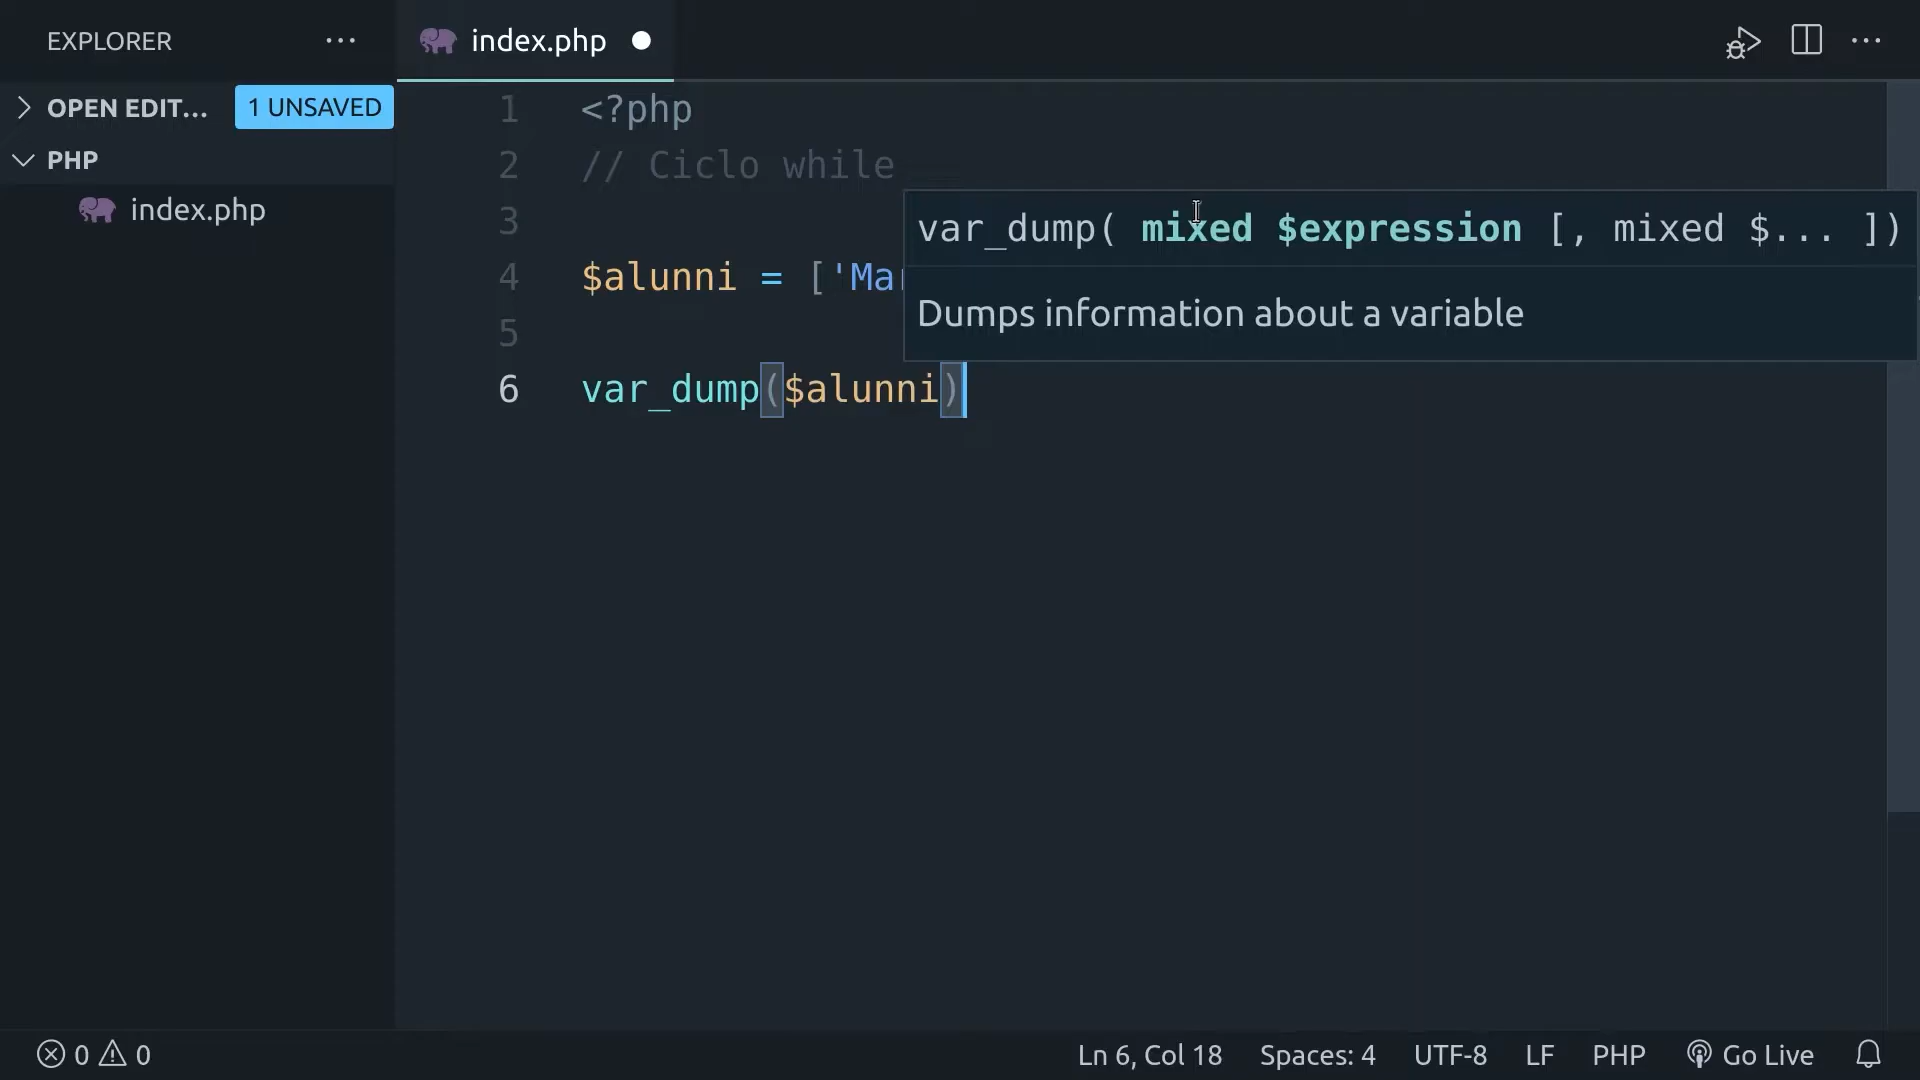 EXPLORER ...
index.php
OPEN EDIT... 1 UNSAVED
PHP
index.php
1 <?php
2 // Ciclo while
3
4 $alunni = ['Mar
5
6 var_dump($alunni)
var_dump( mixed $expression [, mixed $... ])
Dumps information about a variable
0 0
Ln 6, Col 18 Spaces: 4 UTF-8 LF PHP Go Live